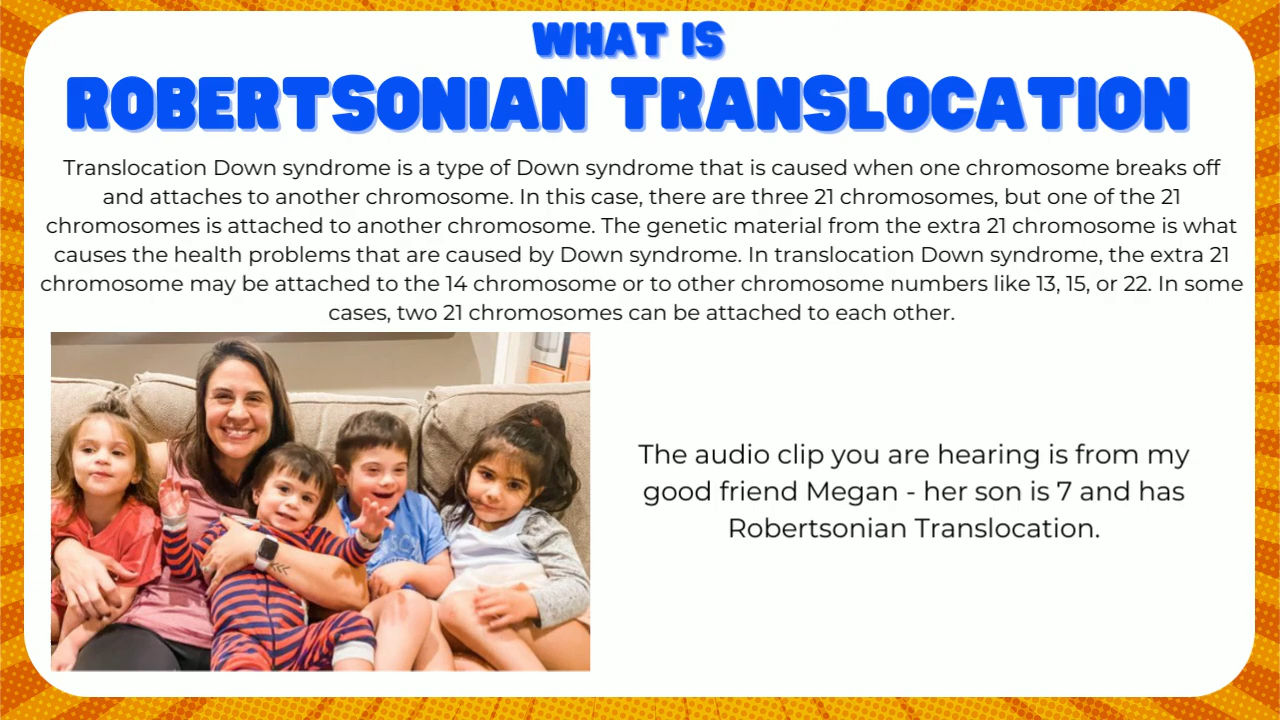 WHAT IS
ROBERTSONIAN TRANSLOCATION
Translocation Down syndrome is a type of Down syndrome that is caused when one chromosome breaks off
and attaches to another chromosome. In this case, there are three 21 chromosomes, but one of the 21
chromosomes is attached to another chromosome. The genetic material from the extra 21 chromosome is what
causes the health problems that are caused by Down syndrome. In translocation Down syndrome, the extra 21
chromosome may be attached to the 14 chromosome or to other chromosome numbers like 13, 15, or 22. In some
cases, two 21 chromosomes can be attached to each other.
The audio clip you are hearing is from my
good friend Megan - her son is 7 and has
Robertsonian Translocation.